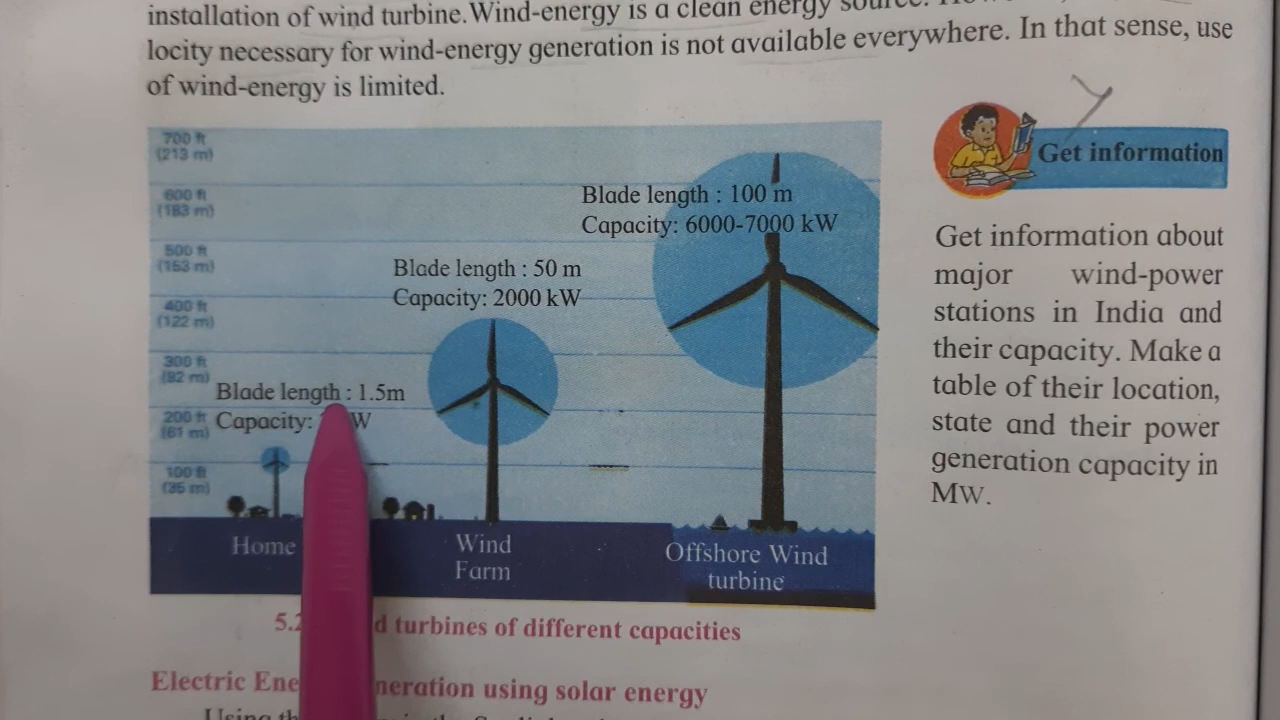 installation of wind turbine. Wind-energy is a clean energy source.
locity necessary for wind-energy generation is not available everywhere. In that sense, use
of wind-energy is limited.
700 ft
(213 m)
600 ft
(183 m)
500 ft
(153 m)
400 ft
(122 m)
300 ft
(92 m)
200 ft
(61 m)
100 ft
Blade length : 100 m
Capacity: 6000-7000 kW
Blade length : 50 m
Capacity: 2000 kW
Blade length : 1.5m
Capacity:
Home
Wind
Farm
Offshore Wind
turbine
turbines of different capacities
Electric
using solar energy
Using
Get information
Get information about
major wind-power
stations in India and
their capacity. Make a
table of their location,
state and their power
generation capacity in
MW.